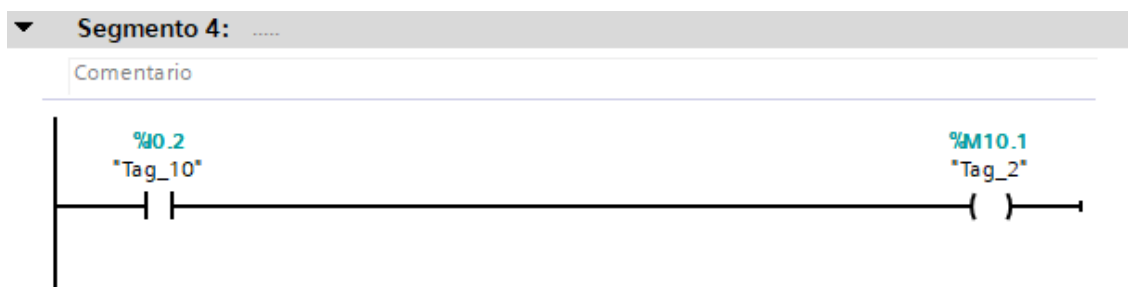 Segmento 4: .....
Comentario
%I0.2
"Tag_10"
%M10.1
"Tag_2"